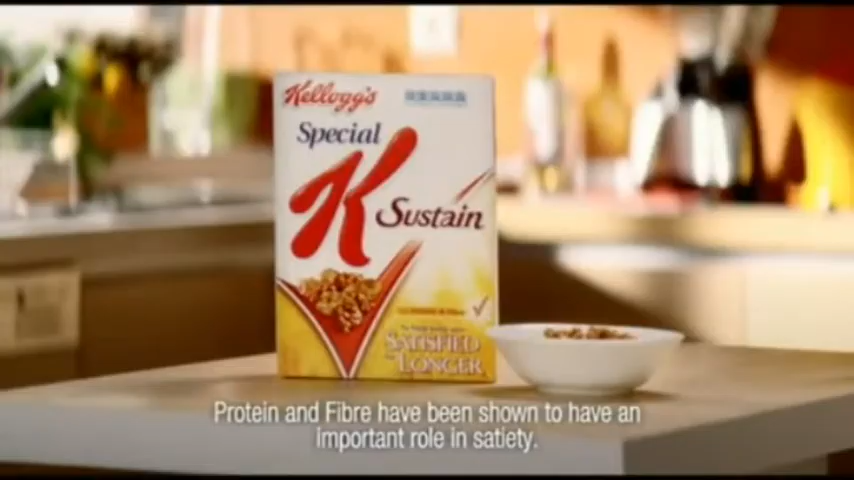 Kellogg's
Special
K
Sustain
SATISFIED
LONGER
Protein and Fibre have been shown to have an
important role in satiety.